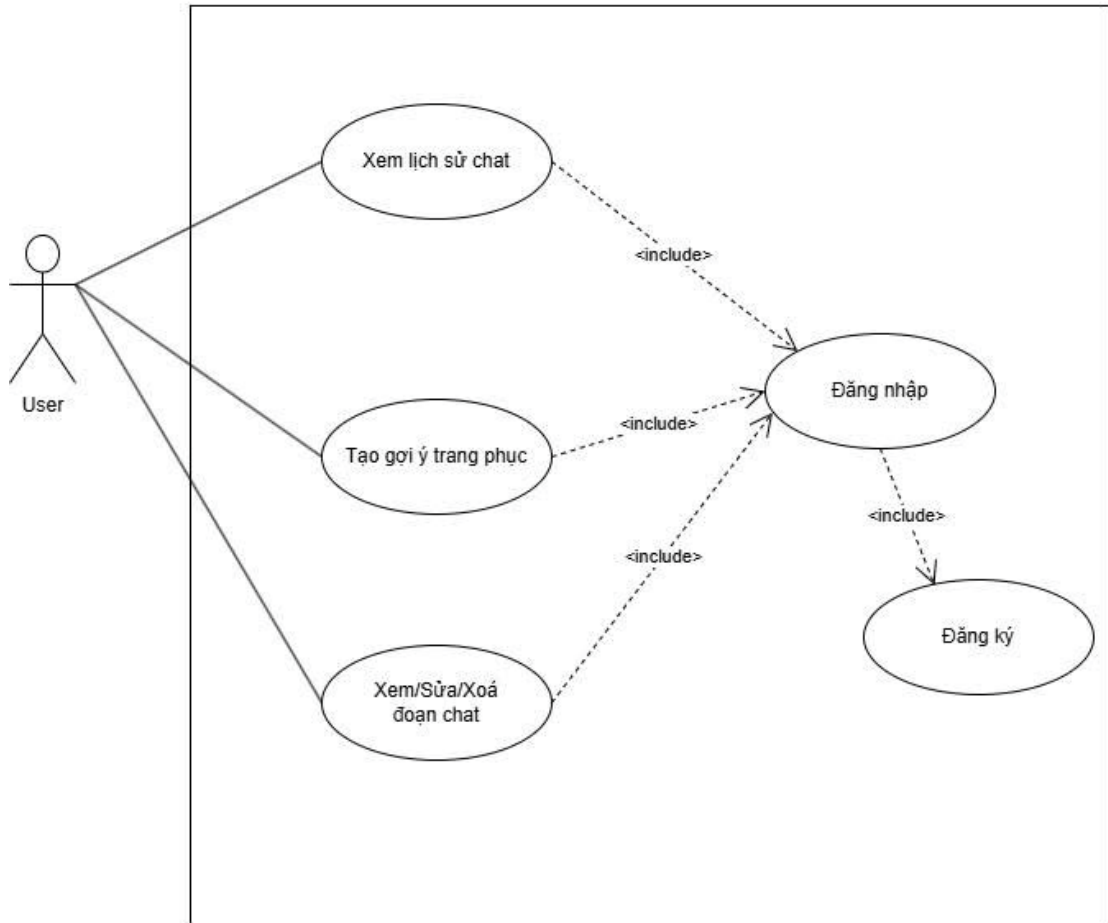 Xem lịch sử chat
<include>
Đăng nhập
User
<include>
Tạo gợi ý trang phục
<include>
<include>
Đăng ký
Xem/Sửa/Xoá
đoạn chat